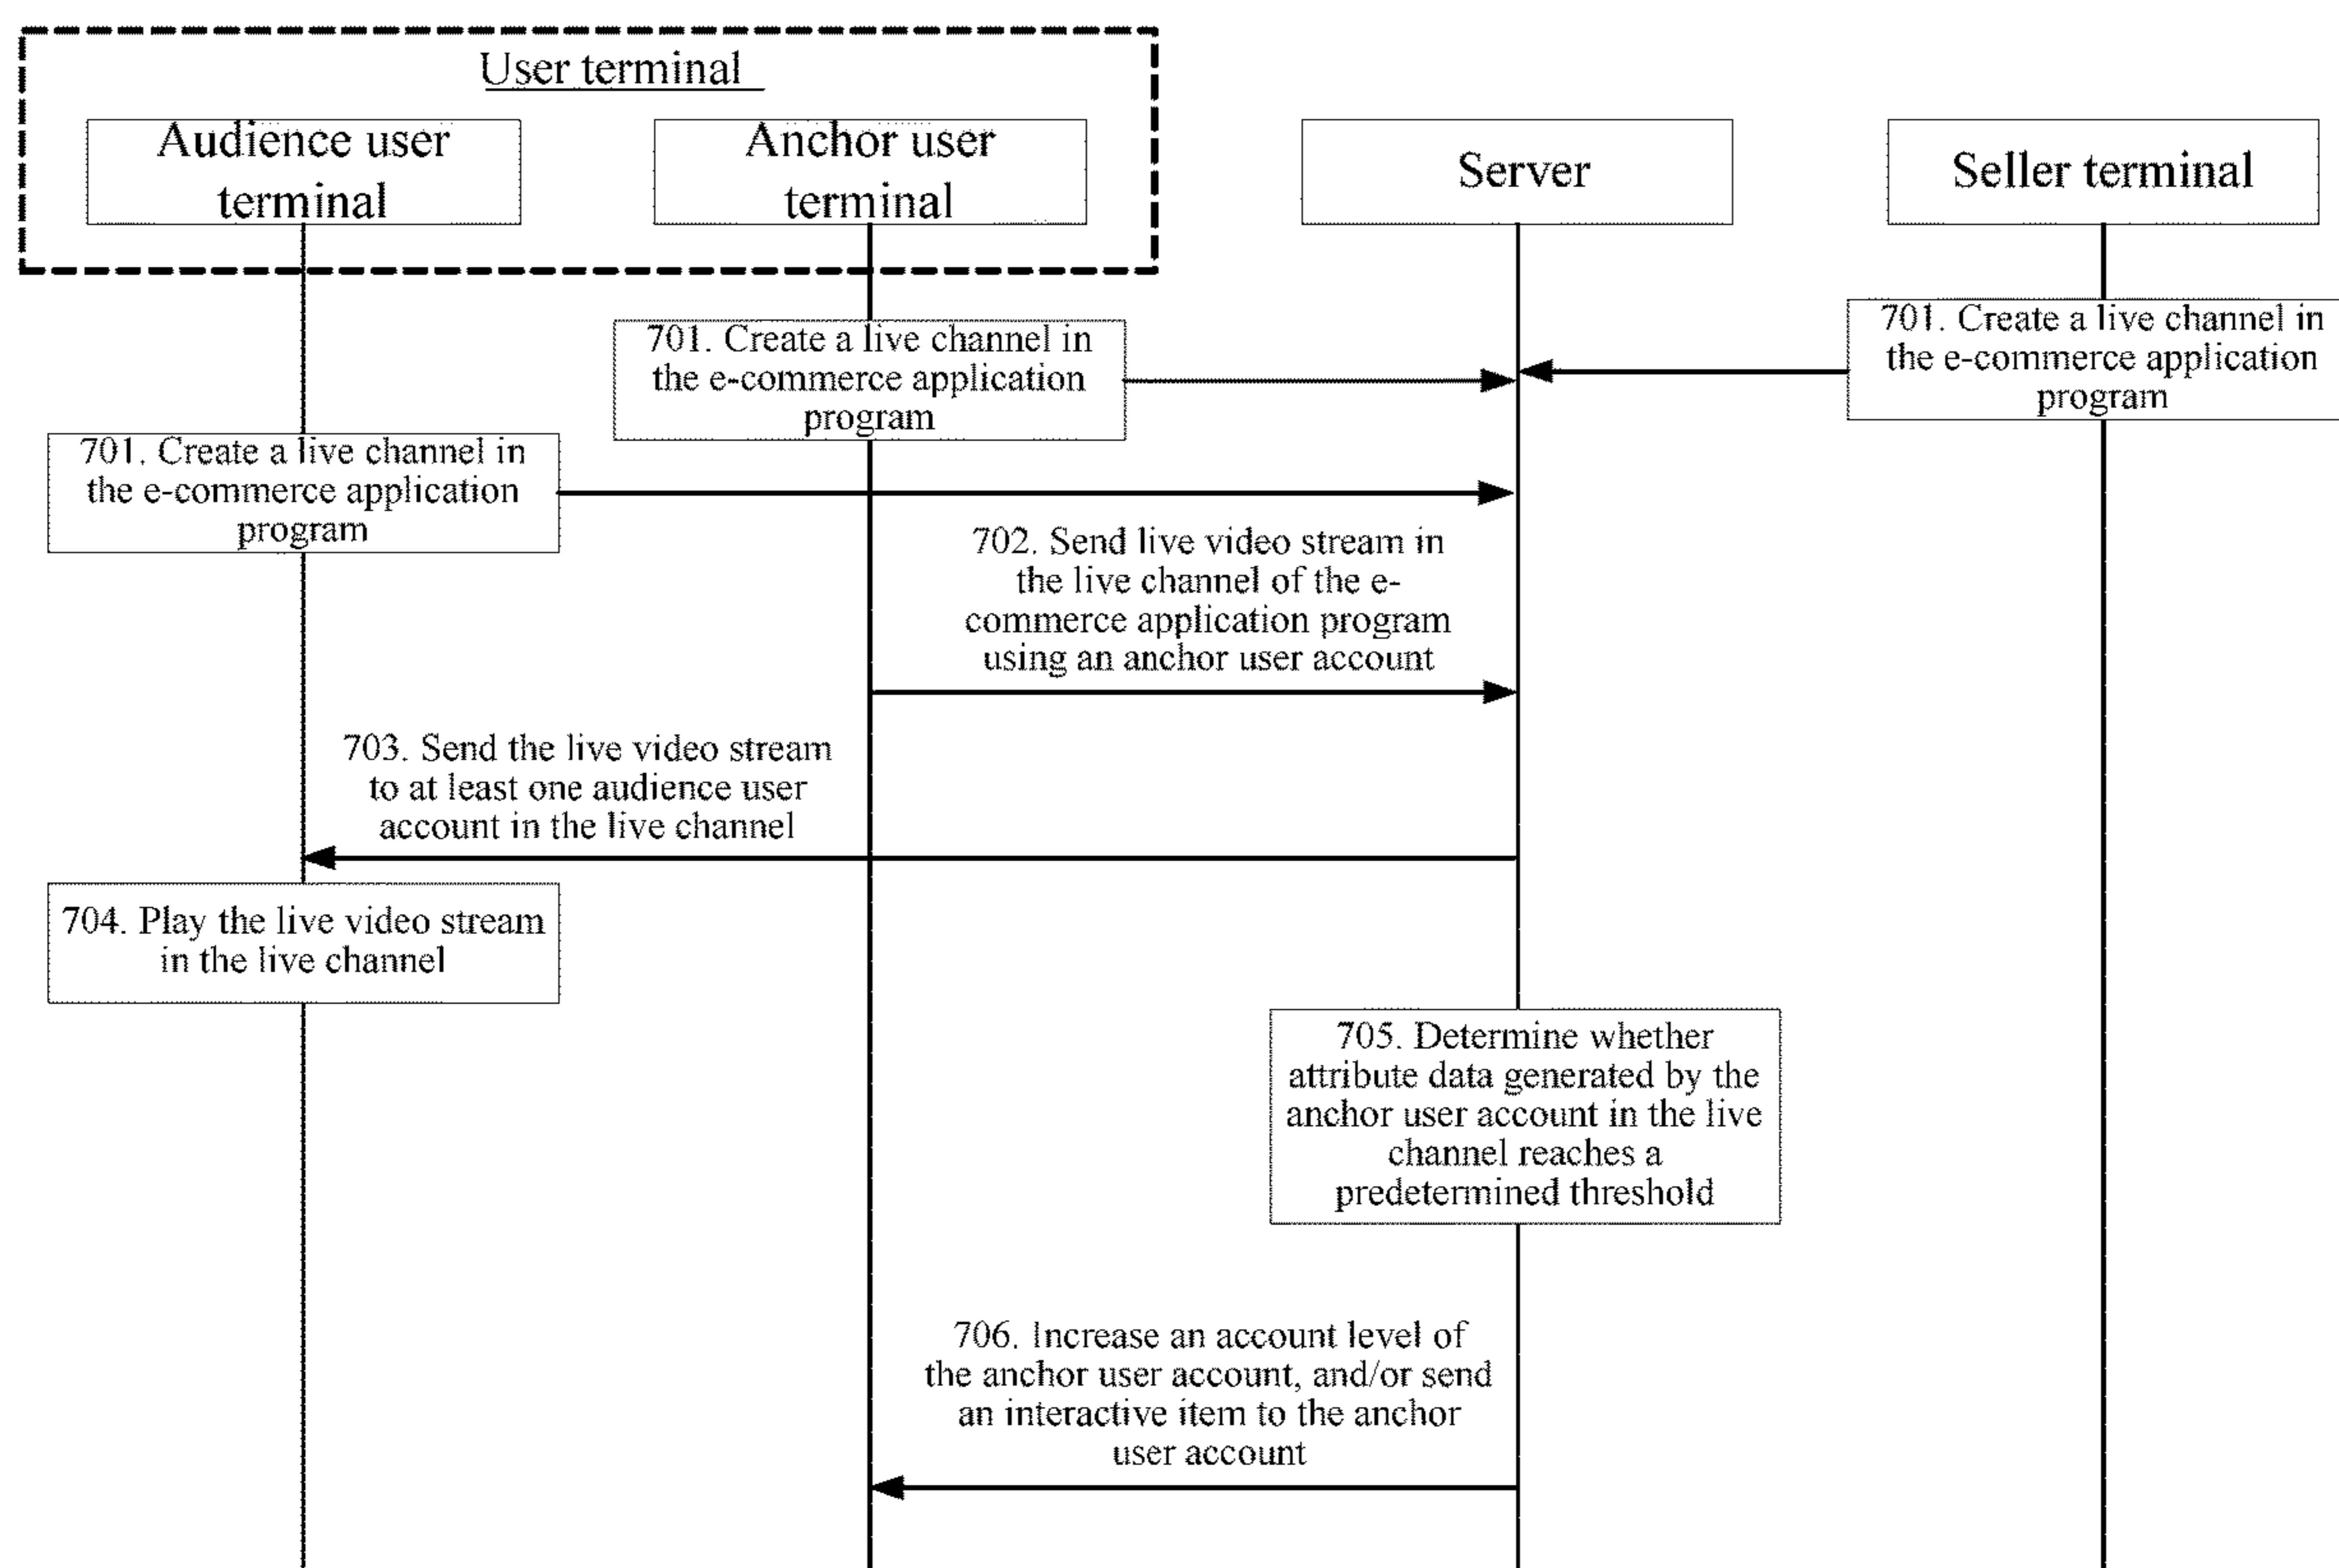 User terminal
Audience user
terminal
Anchor user
terminal
Server
Seller terminal
701. Create a live channel in
the e-commerce application
program
701. Create a live channel in
the e-commerce application
program
701. Create a live channel in
the e-commerce application
program
702. Send live video stream in
the live channel of the e-
commerce application program
using an anchor user account
703. Send the live video stream
to at least one audience user
account in the live channel
704. Play the live video stream
in the live channel
705. Determine whether
attribute data generated by the
anchor user account in the live
channel reaches a
predetermined threshold
706. Increase an account level of
the anchor user account, and/or send
an interactive item to the anchor
user account